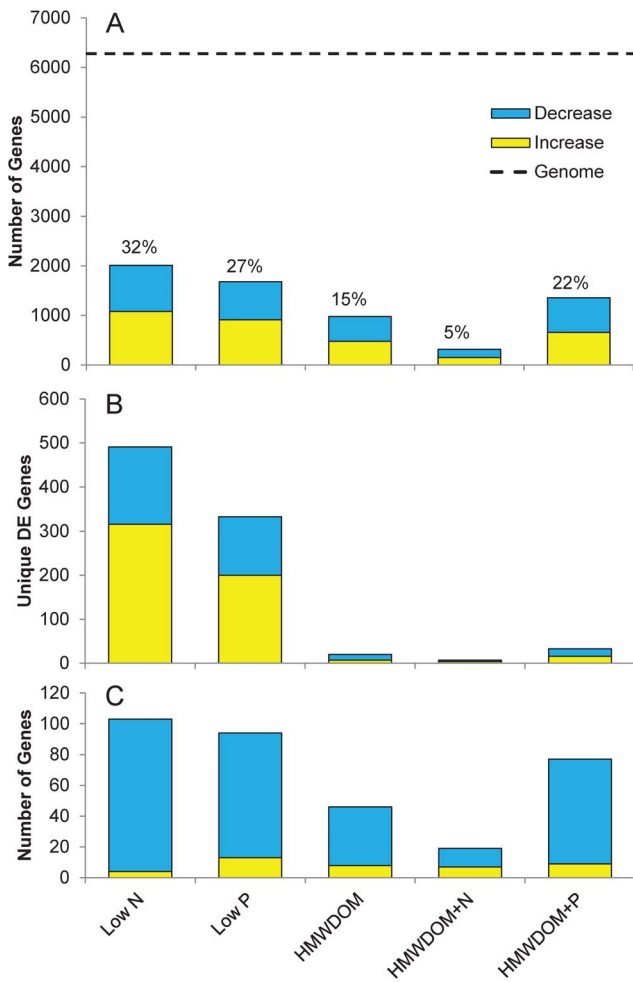 A
7000
6000
5000
4000
3000
2000
1000
0
Number of Genes
Decrease
Increase
Genome
32%
27%
15%
5%
22%
B
600
500
400
300
200
100
0
Unique DE Genes
C
120
100
80
60
40
20
0
Number of Genes
Low N
Low P
HMWDOM
HMWDOM+N
HMWDOM+P